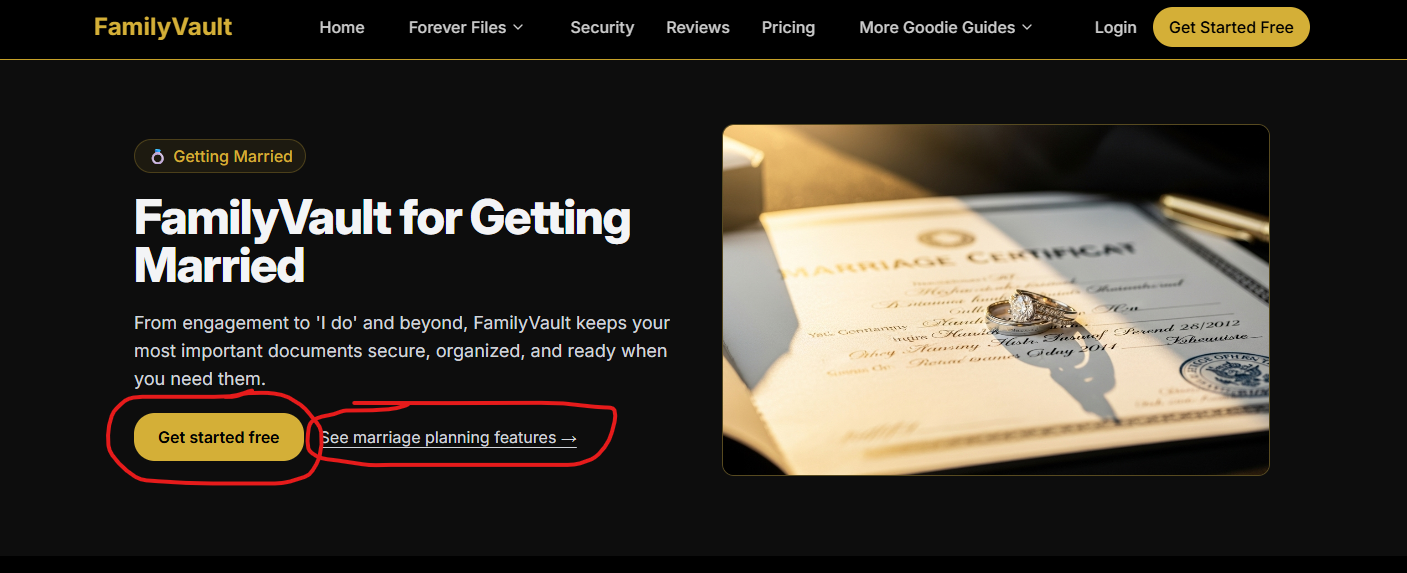 FamilyVault Home Forever Files Security Reviews Pricing More Goodie Guides Login Get Started Free
Getting Married
FamilyVault for Getting
Married
From engagement to 'I do' and beyond, FamilyVault keeps your
most important documents secure, organized, and ready when
you need them.
Get started free See marriage planning features →
MARRIAGE CERTIFICAT